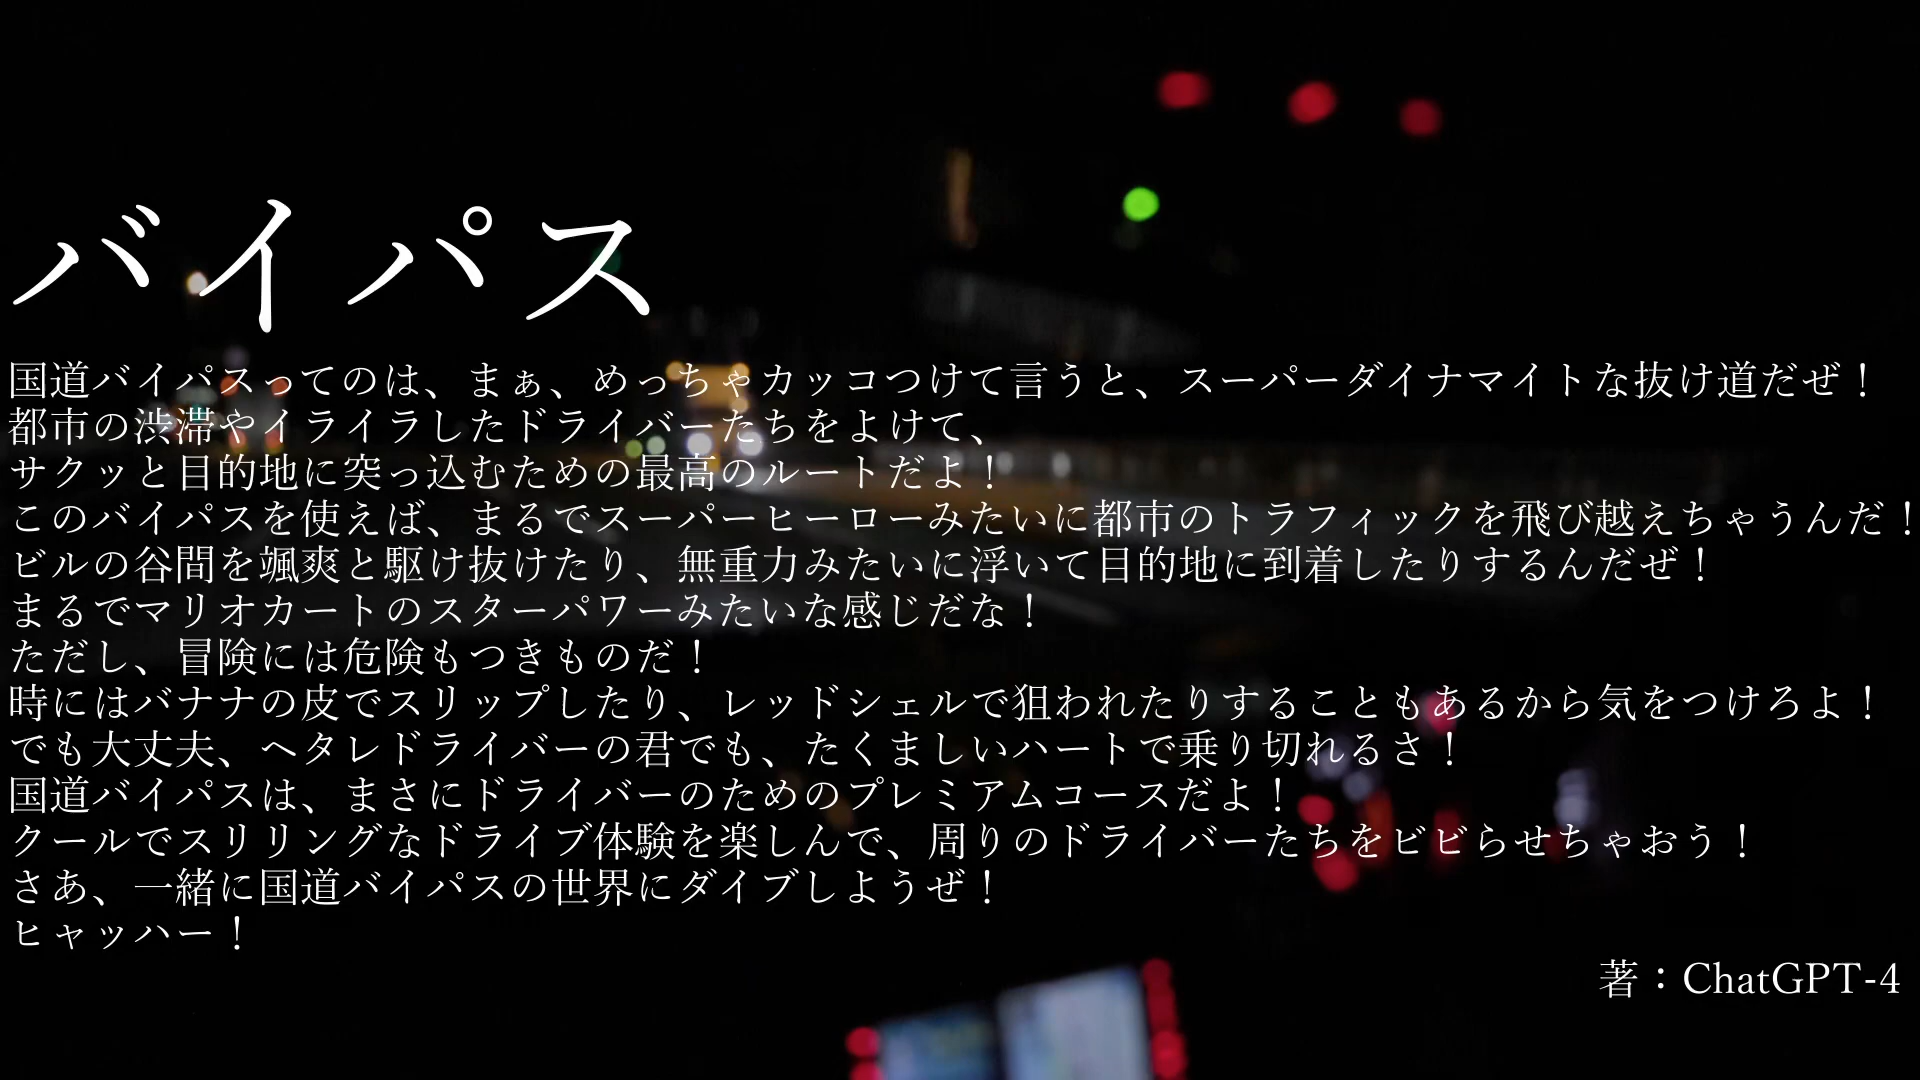 バイパス
国道バイパスってのは、まぁ、めっちゃカッコつけて言うと、スーパーダイナマイトな抜け道だぜ！
都市の渋滞やイライラしたドライバーたちをよけて、
サクッと目的地に突っ込むための最高のルートだよ！
このバイパスを使えば、まるでスーパーヒーローみたいに都市のトラフィックを飛び越えちゃうんだ！
ビルの谷間を颯爽と駆け抜けたり、無重力みたいに浮いて目的地に到着したりするんだぜ！
まるでマリオカートのスターパワーみたいな感じだな！
ただし、冒険には危険もつきものだ！
時にはバナナの皮でスリップしたり、レッドシェルで狙われたりすることもあるから気をつけろよ！
でも大丈夫、ヘタレドライバーの君でも、たくましいハートで乗り切れるさ！
国道バイパスは、まさにドライバーのためのプレミアムコースだよ！
クールでスリリングなドライブ体験を楽しんで、周りのドライバーたちをビビらせちゃおう！
さあ、一緒に国道バイパスの世界にダイブしようぜ！
ヒャッハー！
著：ChatGPT-4